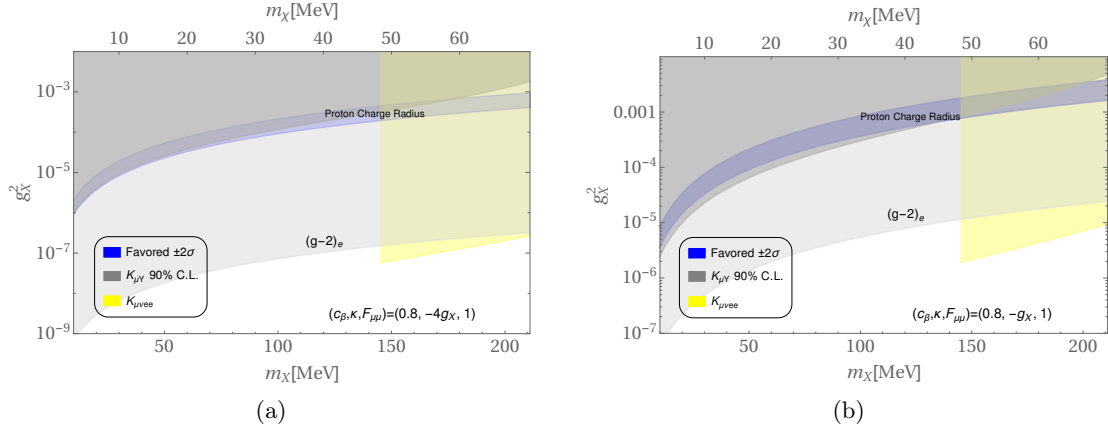 m_χ[MeV]
10 20 30 40 50 60
10^-3
10^-5
10^-7
10^-9
g_X^2
Proton Charge Radius
(g-2)_e
Favored ±2σ
K_μY 90% C.L.
K_μνee
(c_β,κ,F_μμ)=(0.8, -4g_X, 1)
50 100 150 200
m_X[MeV]
(a)
m_χ[MeV]
10 20 30 40 50 60
0.001
10^-4
10^-5
10^-6
10^-7
g_X^2
Proton Charge Radius
(g-2)_e
Favored ±2σ
K_μY 90% C.L.
K_μνee
(c_β,κ,F_μμ)=(0.8, -g_X, 1)
50 100 150 200
m_X[MeV]
(b)